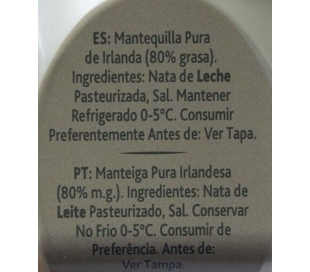 ES: Mantequilla Pura
de Irlanda (80% grasa).
Ingredientes: Nata de Leche
Pasteurizada, Sal. Mantener
Refrigerado 0-5°C. Consumir
Preferentemente Antes de: Ver Tapa.
PT: Manteiga Pura Irlandesa
(80% m.g.). Ingredientes: Nata de
Leite Pasteurizado, Sal. Conservar
No Frio 0-5°C. Consumir de
Preferência. Antes de:
Ver Tampa.